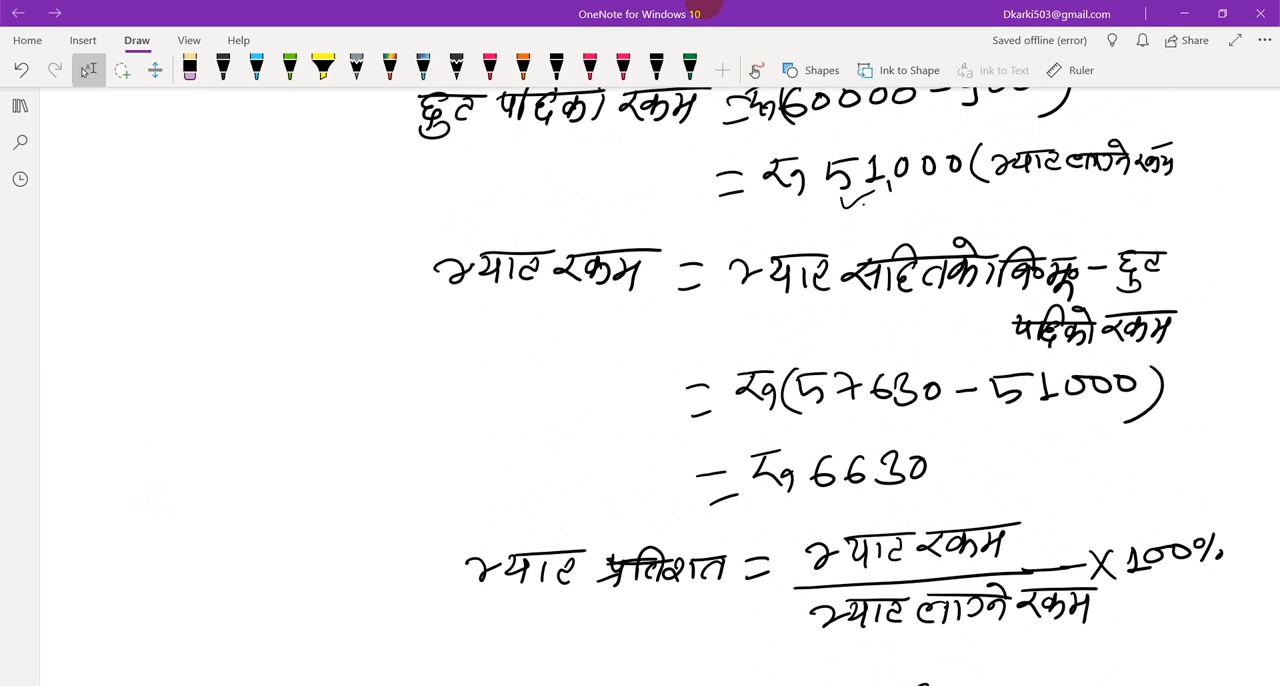 OneNote for Windows 10
Dkarki503@gmail.com
Home Insert Draw View Help
Saved offline (error) Share
Shapes Ink to Shape Ink to Text Ruler
छुट पछिको रकम = रु(60000 -
= रु 51,000 (भ्याट लाग्ने रकम
भ्याट रकम = भ्याट सहितको किंमू - छुट
पछिको रकम
= रु(57630 - 51000)
= रु 6630
भ्याट प्रतिशत = भ्याट रकम × 100%
भ्याट लाग्ने रकम